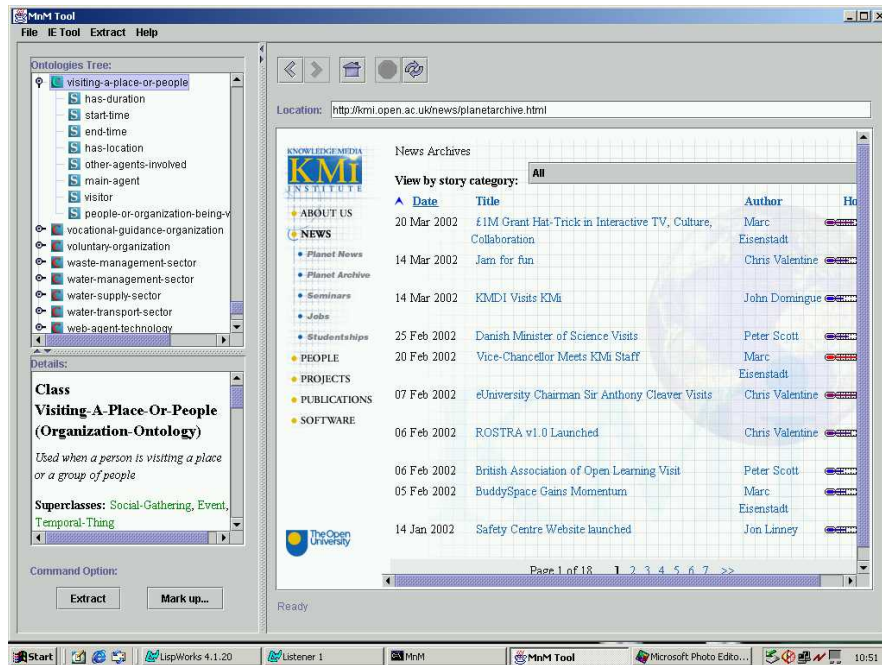 MnM Tool
File IE Tool Extract Help
Ontologies Tree:
visiting-a-place-or-people
has-duration
start-time
end-time
has-location
other-agents-involved
main-agent
visitor
people-or-organization-being-v
vocational-guidance-organization
voluntary-organization
waste-management-sector
water-management-sector
water-supply-sector
water-transport-sector
web-agent-technology
Details:
Class
Visiting-A-Place-Or-People
(Organization-Ontology)
Used when a person is visiting a place
or a group of people
Superclasses: Social-Gathering, Event,
Temporal-Thing
Command Option:
Extract Mark up...
Location: http://kmi.open.ac.uk/news/planetarchive.html
KNOWLEDGE MEDIA
KMi
INSTITUTE
ABOUT US
NEWS
Planet News
Planet Archive
Seminars
Jobs
Studentships
PEOPLE
PROJECTS
PUBLICATIONS
SOFTWARE
The Open
University
News Archives
View by story category: All
Date Title Author Ho
20 Mar 2002 £1M Grant Hat-Trick in Interactive TV, Culture, Marc
Collaboration Eisenstadt
14 Mar 2002 Jam for fun Chris Valentine
14 Mar 2002 KMDI Visits KMi John Domingue
25 Feb 2002 Danish Minister of Science Visits Peter Scott
20 Feb 2002 Vice-Chancellor Meets KMi Staff Marc
Eisenstadt
07 Feb 2002 eUniversity Chairman Sir Anthony Cleaver Visits Chris Valentine
06 Feb 2002 ROSTRA v1.0 Launched Chris Valentine
06 Feb 2002 British Association of Open Learning Visit Peter Scott
05 Feb 2002 BuddySpace Gains Momentum Marc
Eisenstadt
14 Jan 2002 Safety Centre Website launched Jon Linney
Page 1 of 18 1 2 3 4 5 6 7 >>
Ready
Start LispWorks 4.1.20 Listener 1 MnM MnM Tool Microsoft Photo Edito... 10:51